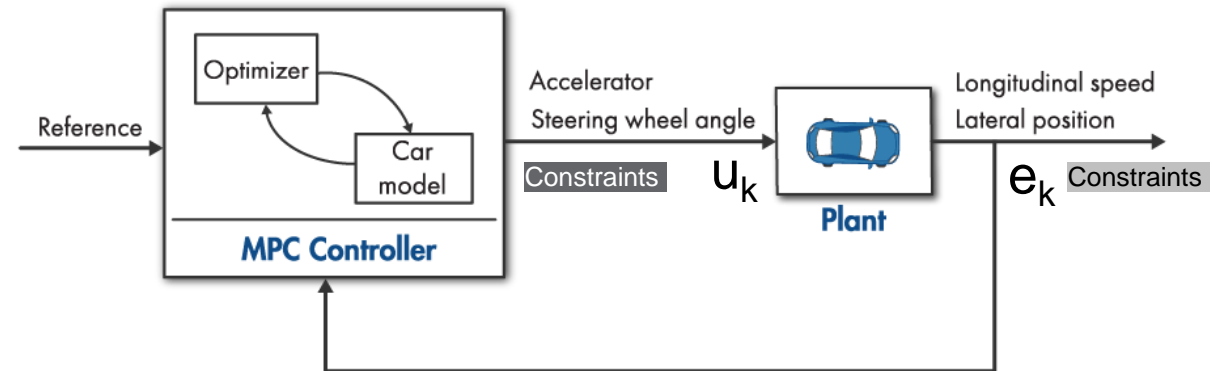 Reference
Optimizer
Car
model
MPC Controller
Accelerator
Steering wheel angle
Constraints
uk
Plant
Longitudinal speed
Lateral position
ek
Constraints